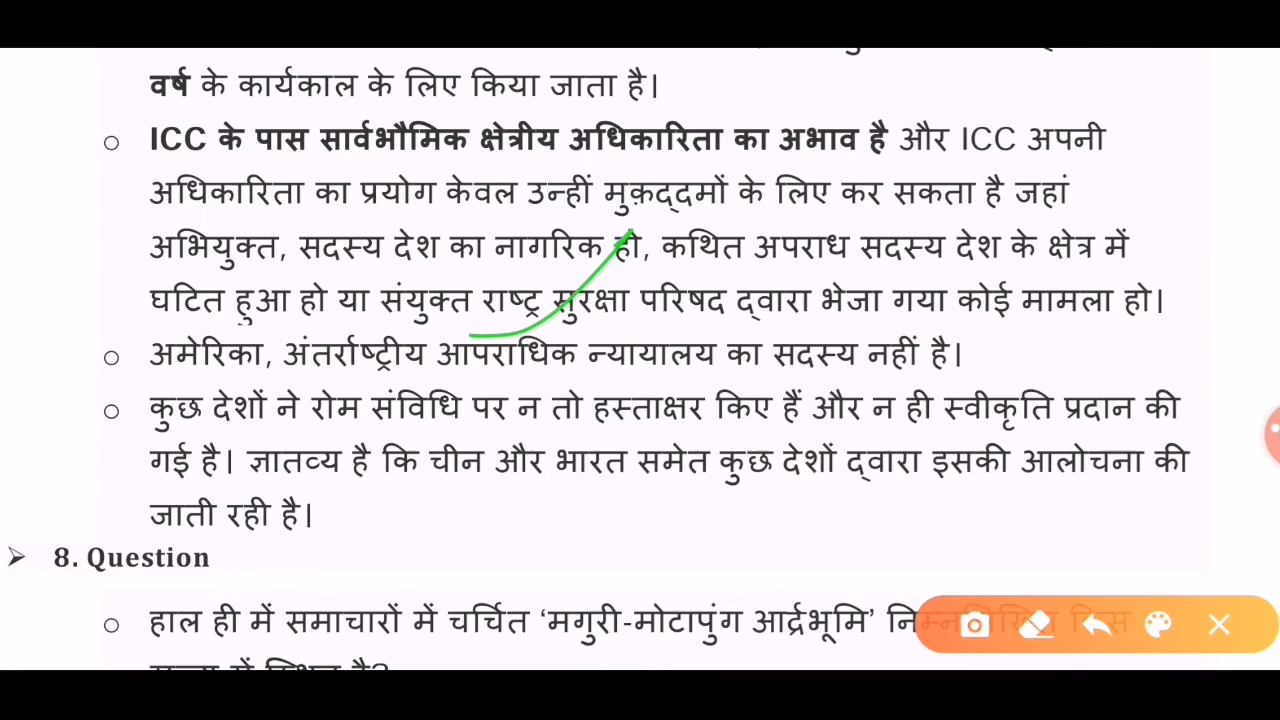 वर्ष के कार्यकाल के लिए किया जाता है।
○ ICC के पास सार्वभौमिक क्षेत्रीय अधिकारिता का अभाव है और ICC अपनी
अधिकारिता का प्रयोग केवल उन्हीं मुक़द्दमों के लिए कर सकता है जहां
अभियुक्त, सदस्य देश का नागरिक हो, कथित अपराध सदस्य देश के क्षेत्र में
घटित हुआ हो या संयुक्त राष्ट्र सुरक्षा परिषद द्वारा भेजा गया कोई मामला हो।
○ अमेरिका, अंतर्राष्ट्रीय आपराधिक न्यायालय का सदस्य नहीं है।
○ कुछ देशों ने रोम संविधि पर न तो हस्ताक्षर किए हैं और न ही स्वीकृति प्रदान की
गई है। ज्ञातव्य है कि चीन और भारत समेत कुछ देशों द्वारा इसकी आलोचना की
जाती रही है।
➢ 8. Question
○ हाल ही में समाचारों में चर्चित ‘मगुरी-मोटापुंग आर्द्रभूमि’ निम्नलिखित किस